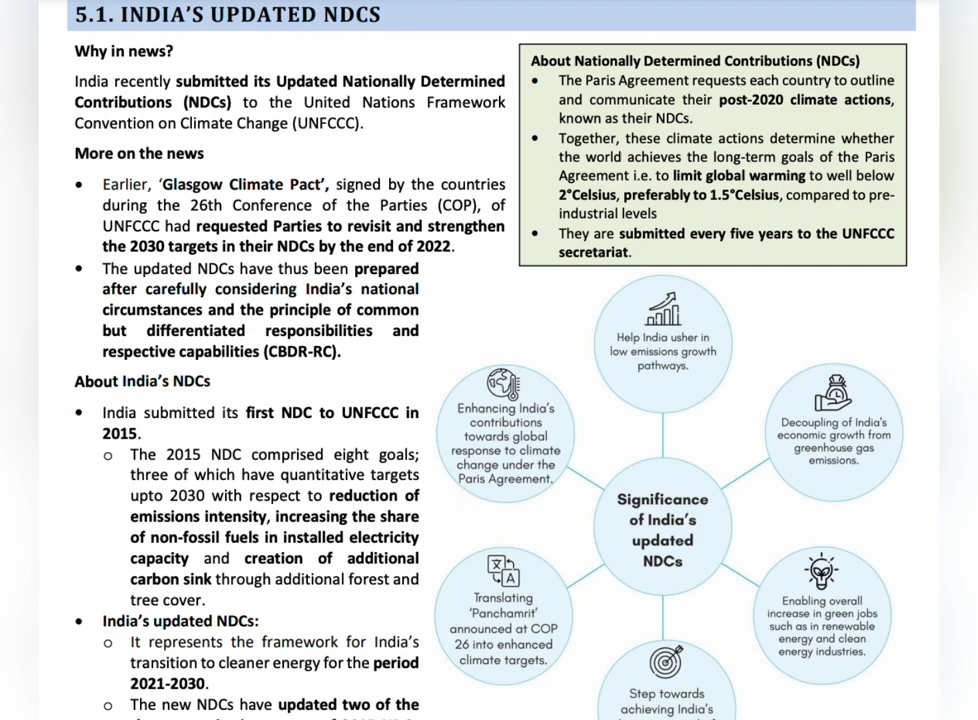 5.1. INDIA'S UPDATED NDCS
Why in news?
India recently submitted its Updated Nationally Determined
Contributions (NDCs) to the United Nations Framework
Convention on Climate Change (UNFCCC).
More on the news
• Earlier, ‘Glasgow Climate Pact’, signed by the countries
during the 26th Conference of the Parties (COP), of
UNFCCC had requested Parties to revisit and strengthen
the 2030 targets in their NDCs by the end of 2022.
• The updated NDCs have thus been prepared
after carefully considering India’s national
circumstances and the principle of common
but differentiated responsibilities and
respective capabilities (CBDR-RC).
About India’s NDCs
• India submitted its first NDC to UNFCCC in
2015.
o The 2015 NDC comprised eight goals;
three of which have quantitative targets
upto 2030 with respect to reduction of
emissions intensity, increasing the share
of non-fossil fuels in installed electricity
capacity and creation of additional
carbon sink through additional forest and
tree cover.
• India’s updated NDCs:
o It represents the framework for India’s
transition to cleaner energy for the period
2021-2030.
o The new NDCs have updated two of the
About Nationally Determined Contributions (NDCs)
• The Paris Agreement requests each country to outline
and communicate their post-2020 climate actions,
known as their NDCs.
• Together, these climate actions determine whether
the world achieves the long-term goals of the Paris
Agreement i.e. to limit global warming to well below
2°Celsius, preferably to 1.5°Celsius, compared to pre-
industrial levels
• They are submitted every five years to the UNFCCC
secretariat.
Help India usher in
low emissions growth
pathways.
Enhancing India’s
contributions
towards global
response to climate
change under the
Paris Agreement.
Decoupling of India's
economic growth from
greenhouse gas
emissions.
Significance
of India’s
updated
NDCs
A
Translating
‘Panchamrit’
announced at COP
26 into enhanced
climate targets.
Enabling overall
increase in green jobs
such as in renewable
energy and clean
energy industries.
Step towards
achieving India’s